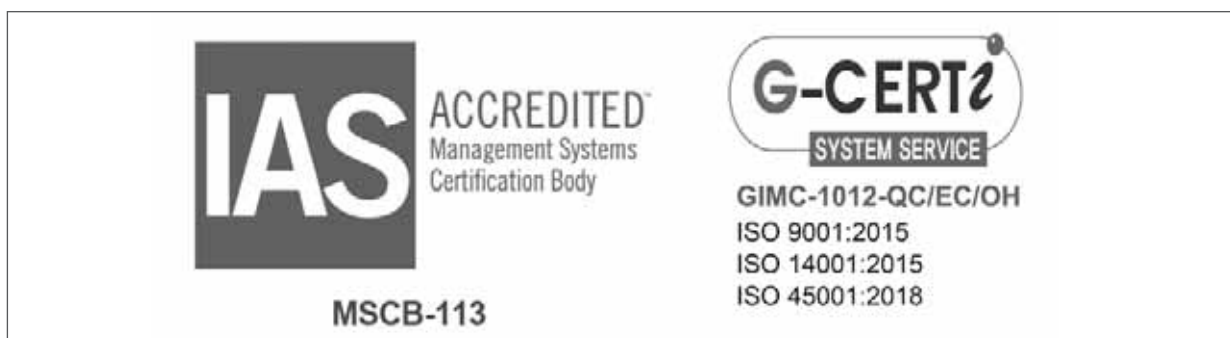 IAS
ACCREDITED™
Management Systems
Certification Body
MSCB-113
G-CERTi
SYSTEM SERVICE
GIMC-1012-QC/EC/OH
ISO 9001:2015
ISO 14001:2015
ISO 45001:2018